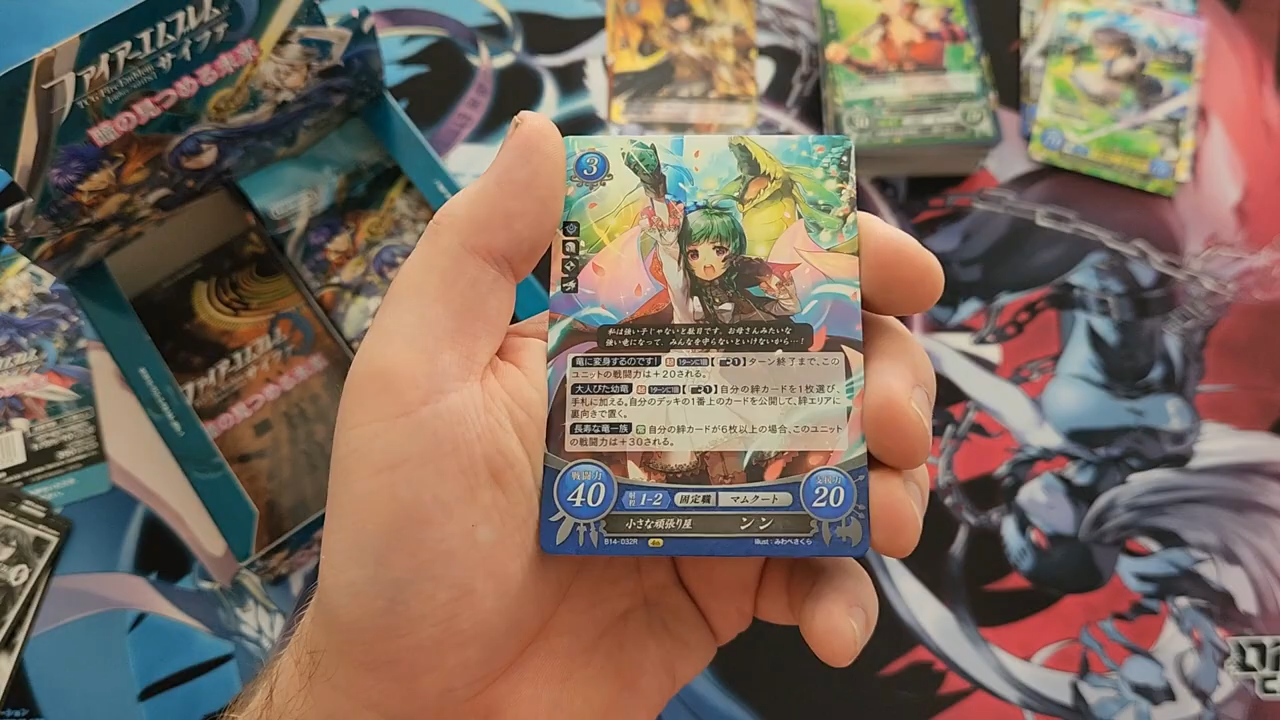 ファイアーエムブレム
サイファ
瞳の見つめる未来
3
私は強い子じゃないと駄目です。お母さんみたいな
強い竜になって、みんなを守らないといけないから…!
竜に変身するのです! 起 1ターンに1回【 1】ターン終了まで、この
ユニットの戦闘力は+20される。
大人びた幼竜 起 1ターンに1回【 1】自分の絆カードを1枚選び、
手札に加える。自分のデッキの1番上のカードを公開して、絆エリアに
裏向きで置く。
長寿な竜一族 常 自分の絆カードが6枚以上の場合、このユニット
の戦闘力は+30される。
戦闘力
40
射程 1-2 固定職 マムクート
支援力
20
小さな頑張り屋 ンン
B14-032R
illust:みわべさくら